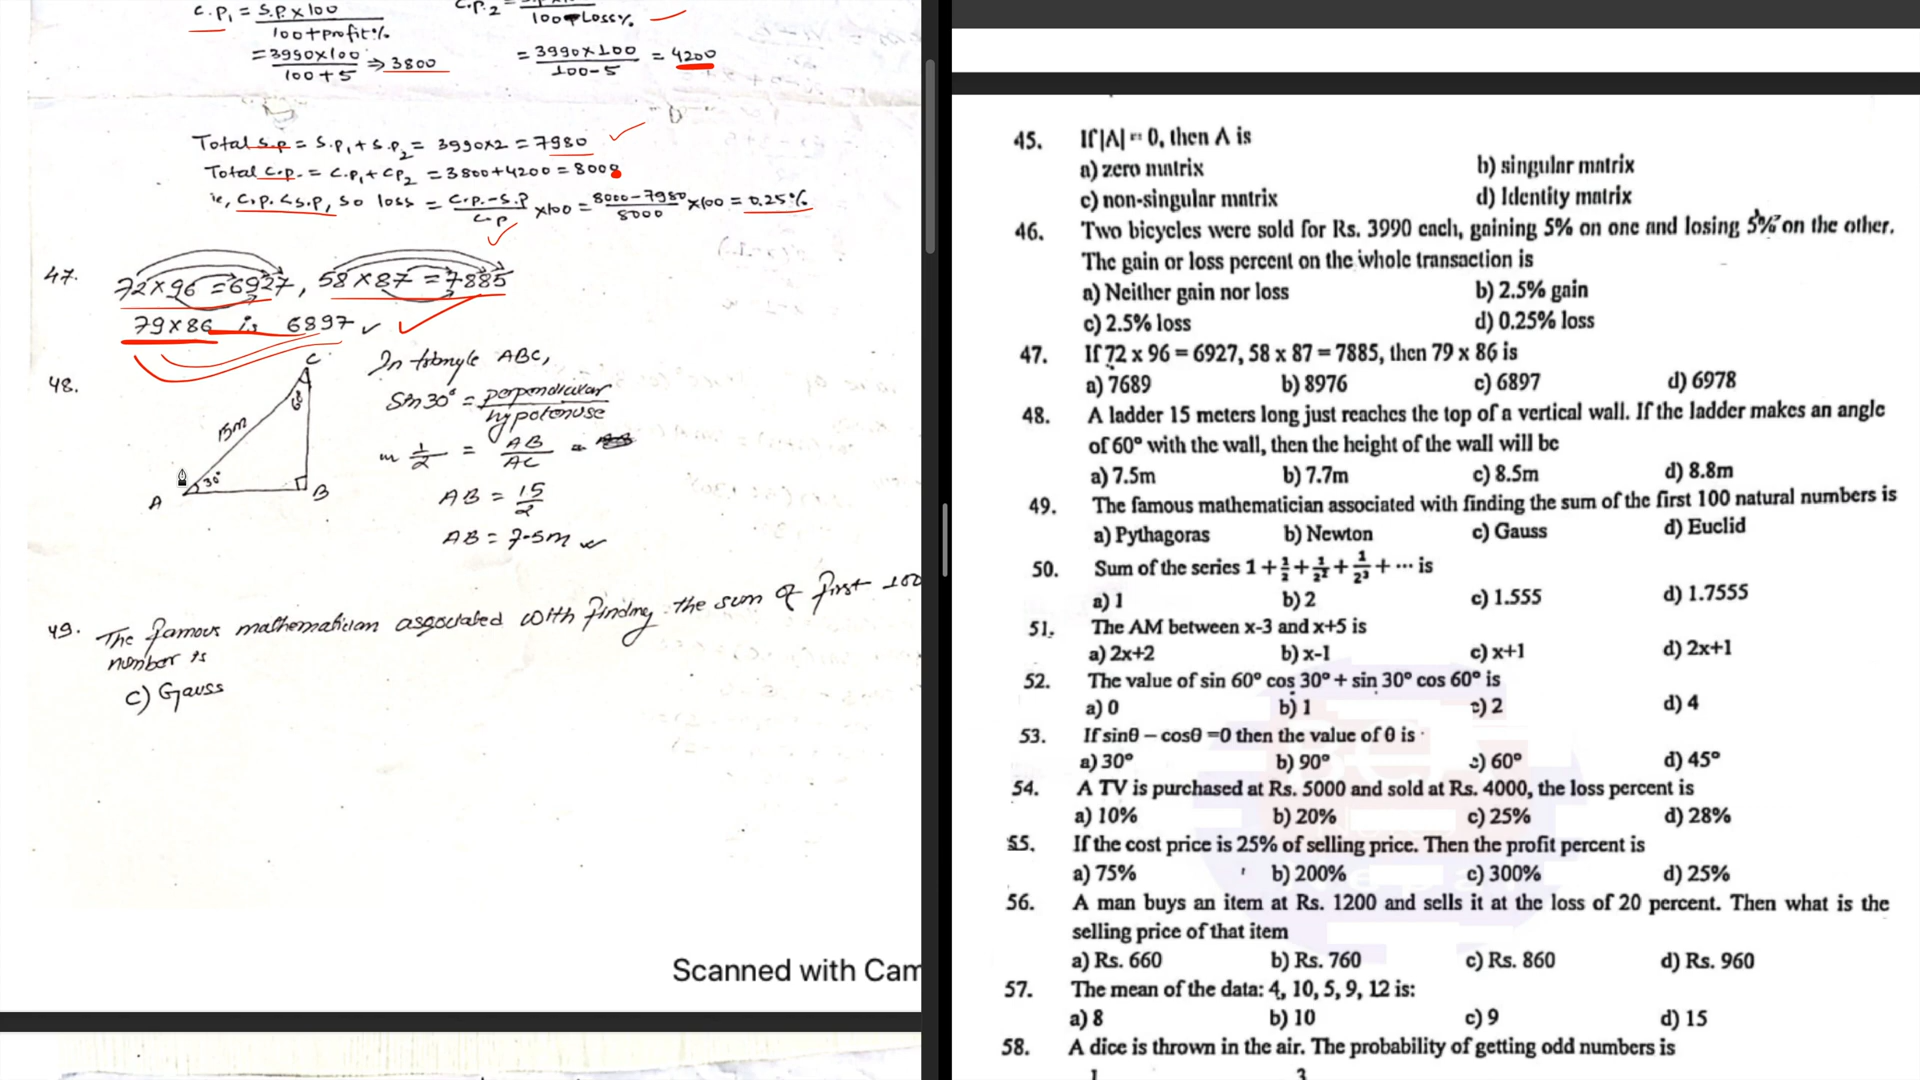 C.P₁ = S.P x 100
100 + Profit%
C.P.2 =
100 - Loss%
= 3990x100
100 + 5
⇒ 3800
= 3990 x 100
100 - 5
= 4200
Total S.P = S.P₁ + S.P₂ = 3990x2 = 7980
Total C.P. = C.P₁ + CP₂ = 3800 + 4200 = 8000
ie, C.P. < S.P, so loss = C.P. - S.P
C.P
x100 = 8000 - 7980
8000
x100 = 0.25%
47. 72 x 96 = 6927, 58 x 87 = 7885
79 x 86 is 6897
48.
C
60
15m
30°
A
B
In triangle ABC,
Sin 30° = perpendicular
hypotenuse
1
2
= AB
AC
AB = 15
2
AB = 7.5m
49. The famous mathematician associated with finding the sum of first 100
number is
C) Gauss
Scanned with Cam
45. If |A| = 0, then A is
a) zero matrix b) singular matrix
c) non-singular matrix d) Identity matrix
46. Two bicycles were sold for Rs. 3990 each, gaining 5% on one and losing 5% on the other.
The gain or loss percent on the whole transaction is
a) Neither gain nor loss b) 2.5% gain
c) 2.5% loss d) 0.25% loss
47. If 72 x 96 = 6927, 58 x 87 = 7885, then 79 x 86 is
a) 7689 b) 8976 c) 6897 d) 6978
48. A ladder 15 meters long just reaches the top of a vertical wall. If the ladder makes an angle
of 60° with the wall, then the height of the wall will be
a) 7.5m b) 7.7m c) 8.5m d) 8.8m
49. The famous mathematician associated with finding the sum of the first 100 natural numbers is
a) Pythagoras b) Newton c) Gauss d) Euclid
50. Sum of the series 1 + 1/2 + 1/2² + 1/2³ + ⋯ is
a) 1 b) 2 c) 1.555 d) 1.7555
51. The AM between x-3 and x+5 is
a) 2x+2 b) x-1 c) x+1 d) 2x+1
52. The value of sin 60° cos 30° + sin 30° cos 60° is
a) 0 b) 1 c) 2 d) 4
53. If sinθ − cosθ =0 then the value of θ is
a) 30° b) 90° c) 60° d) 45°
54. A TV is purchased at Rs. 5000 and sold at Rs. 4000, the loss percent is
a) 10% b) 20% c) 25% d) 28%
55. If the cost price is 25% of selling price. Then the profit percent is
a) 75% b) 200% c) 300% d) 25%
56. A man buys an item at Rs. 1200 and sells it at the loss of 20 percent. Then what is the
selling price of that item
a) Rs. 660 b) Rs. 760 c) Rs. 860 d) Rs. 960
57. The mean of the data: 4, 10, 5, 9, 12 is:
a) 8 b) 10 c) 9 d) 15
58. A dice is thrown in the air. The probability of getting odd numbers is
1 3